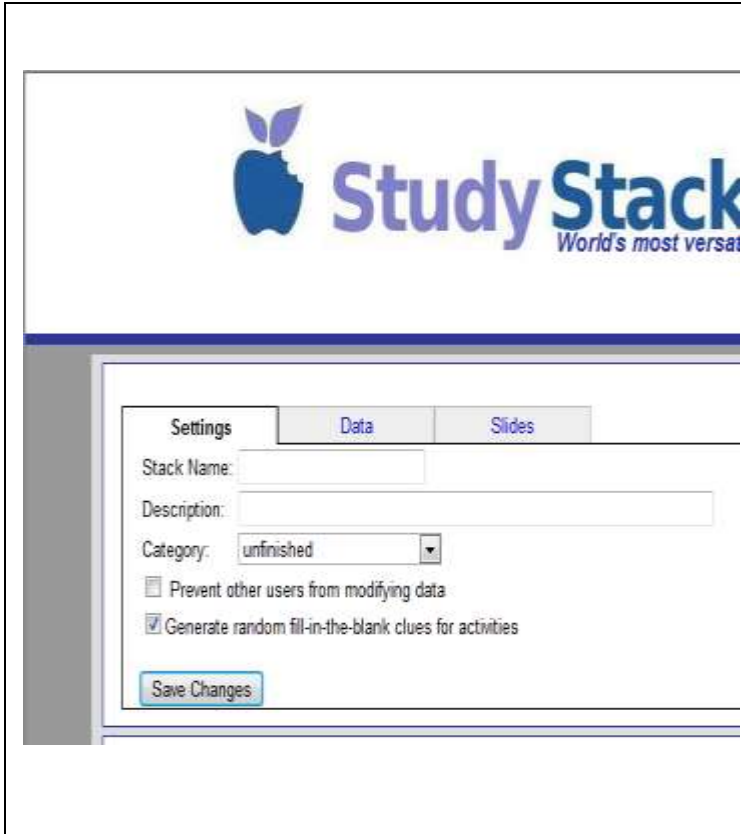 StudyStack
World's most versat
Settings Data Slides
Stack Name:
Description:
Category: unfinished
Prevent other users from modifying data
Generate random fill-in-the-blank clues for activities
Save Changes